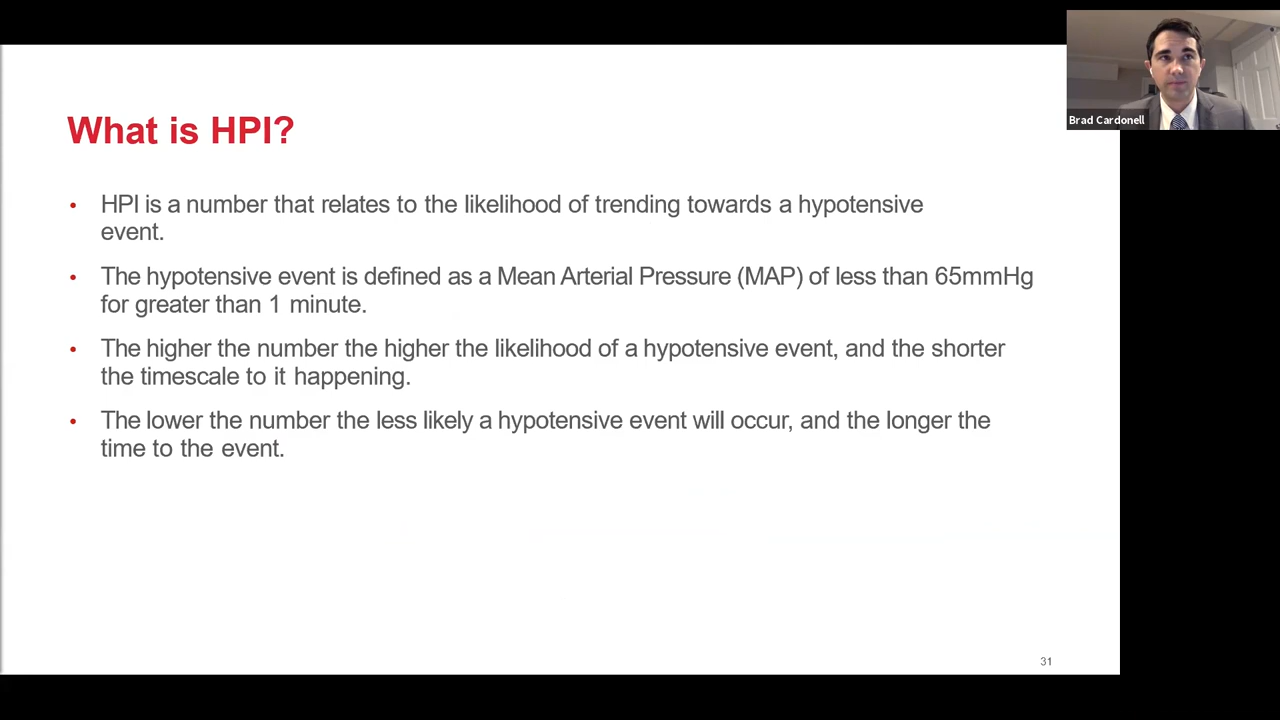 What is HPI?
• HPI is a number that relates to the likelihood of trending towards a hypotensive
event.
• The hypotensive event is defined as a Mean Arterial Pressure (MAP) of less than 65mmHg
for greater than 1 minute.
• The higher the number the higher the likelihood of a hypotensive event, and the shorter
the timescale to it happening.
• The lower the number the less likely a hypotensive event will occur, and the longer the
time to the event.
31
Brad Cardonell